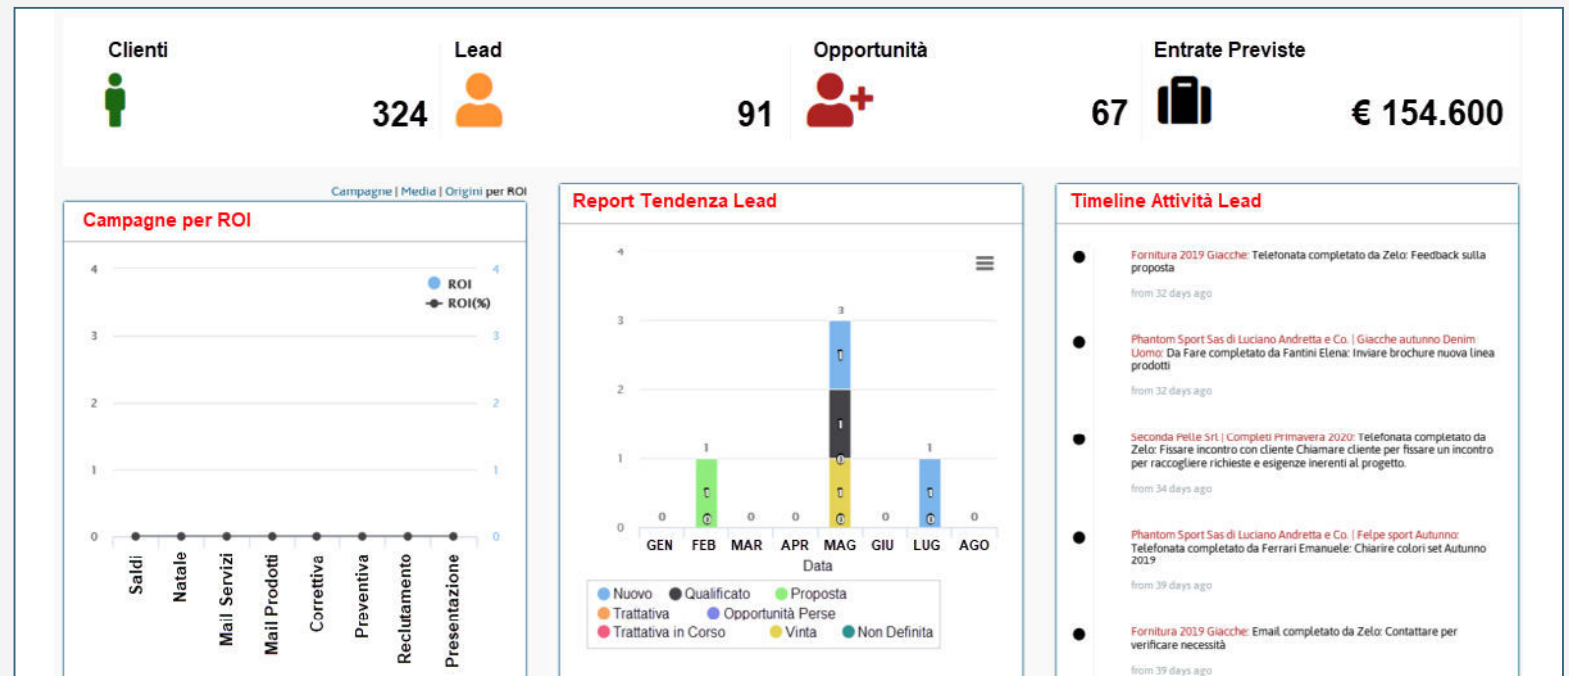 Clienti
324
Lead
91
Opportunità
67
Entrate Previste
€ 154.600
Campagne | Media | Origini per ROI
Campagne per ROI
4
3
2
1
0
4
3
2
1
0
ROI
ROI(%)
Saldi
Natale
Mail Servizi
Mail Prodotti
Correttiva
Preventiva
Reclutamento
Presentazione
Report Tendenza Lead
4
3
2
1
0
0
1
1
0
0
0
3
1
1
0
1
0
0
1
1
0
0
GEN FEB MAR APR MAG GIU LUG AGO
Data
Nuovo Qualificato Proposta
Trattativa Opportunità Perse
Trattativa in Corso Vinta Non Definita
Timeline Attività Lead
Fornitura 2019 Giacche: Telefonata completato da Zelo: Feedback sulla
proposta
from 32 days ago
Phantom Sport Sas di Luciano Andretta e Co. | Giacche autunno Denim
Uomo: Da Fare completato da Fantini Elena: Inviare brochure nuova linea
prodotti
from 32 days ago
Seconda Pelle Srl | Completi Primavera 2020: Telefonata completato da
Zelo: Fissare incontro con cliente Chiamare cliente per fissare un incontro
per raccogliere richieste e esigenze inerenti al progetto.
from 34 days ago
Phantom Sport Sas di Luciano Andretta e Co. | Felpe sport Autunno:
Telefonata completato da Ferrari Emanuele: Chiarire colori set Autunno
2019
from 39 days ago
Fornitura 2019 Giacche: Email completato da Zelo: Contattare per
verificare necessità
from 39 days ago